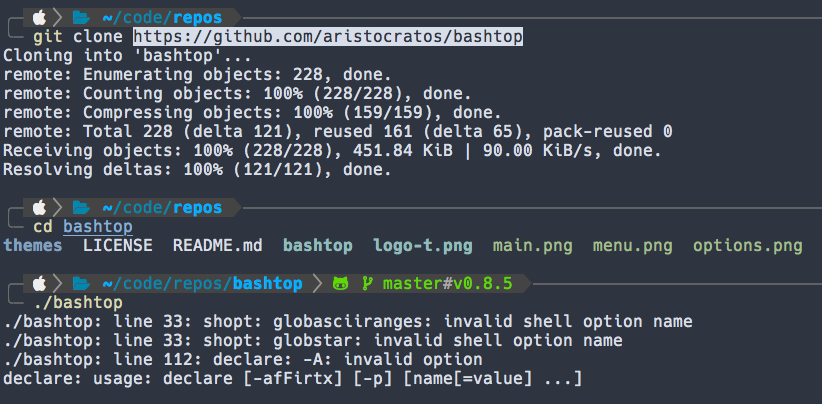 ~/code/repos
git clone https://github.com/aristocratos/bashtop
Cloning into 'bashtop'...
remote: Enumerating objects: 228, done.
remote: Counting objects: 100% (228/228), done.
remote: Compressing objects: 100% (159/159), done.
remote: Total 228 (delta 121), reused 161 (delta 65), pack-reused 0
Receiving objects: 100% (228/228), 451.84 KiB | 90.00 KiB/s, done.
Resolving deltas: 100% (121/121), done.
~/code/repos
cd bashtop
themes LICENSE README.md bashtop logo-t.png main.png menu.png options.png
~/code/repos/bashtop master#v0.8.5
./bashtop
./bashtop: line 33: shopt: globasciiranges: invalid shell option name
./bashtop: line 33: shopt: globstar: invalid shell option name
./bashtop: line 112: declare: -A: invalid option
declare: usage: declare [-afFirtx] [-p] [name[=value] ...]